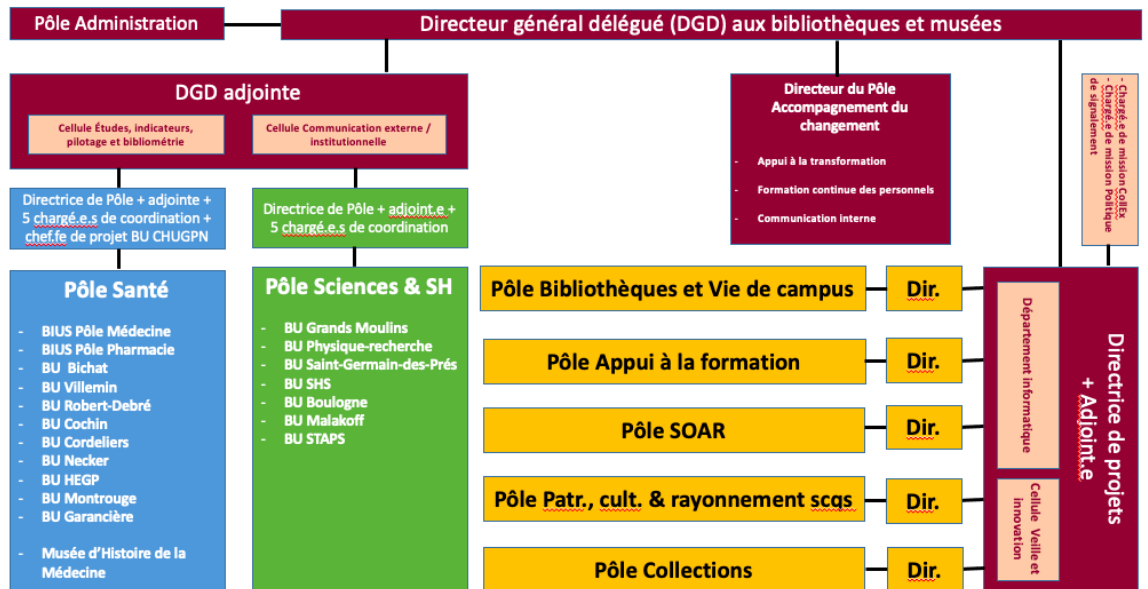 Pôle Administration
Directeur général délégué (DGD) aux bibliothèques et musées
DGD adjointe
Cellule Études, indicateurs,
pilotage et bibliométrie
Cellule Communication externe /
institutionnelle
Directeur du Pôle
Accompagnement du
changement
- Appui à la transformation
- Formation continue des personnels
- Communication interne
- Chargé.e de mission CollEx
- Chargé.e de mission Politique
de signalement
Directrice de Pôle + adjointe +
5 chargé.e.s de coordination +
chef.fe de projet BU CHUGPN
Directrice de Pôle + adjoint.e +
5 chargé.e.s de coordination
Pôle Santé
- BIUS Pôle Médecine
- BIUS Pôle Pharmacie
- BU Bichat
- BU Villemin
- BU Robert-Debré
- BU Cochin
- BU Cordeliers
- BU Necker
- BU HEGP
- BU Montrouge
- BU Garancière
- Musée d'Histoire de la
Médecine
Pôle Sciences & SH
- BU Grands Moulins
- BU Physique-recherche
- BU Saint-Germain-des-Prés
- BU SHS
- BU Boulogne
- BU Malakoff
- BU STAPS
Pôle Bibliothèques et Vie de campus
Dir.
Pôle Appui à la formation
Dir.
Pôle SOAR
Dir.
Pôle Patr., cult. & rayonnement scqs
Dir.
Pôle Collections
Dir.
Département informatique
Cellule Veille et
innovation
Directrice de projets
+ Adjoint.e